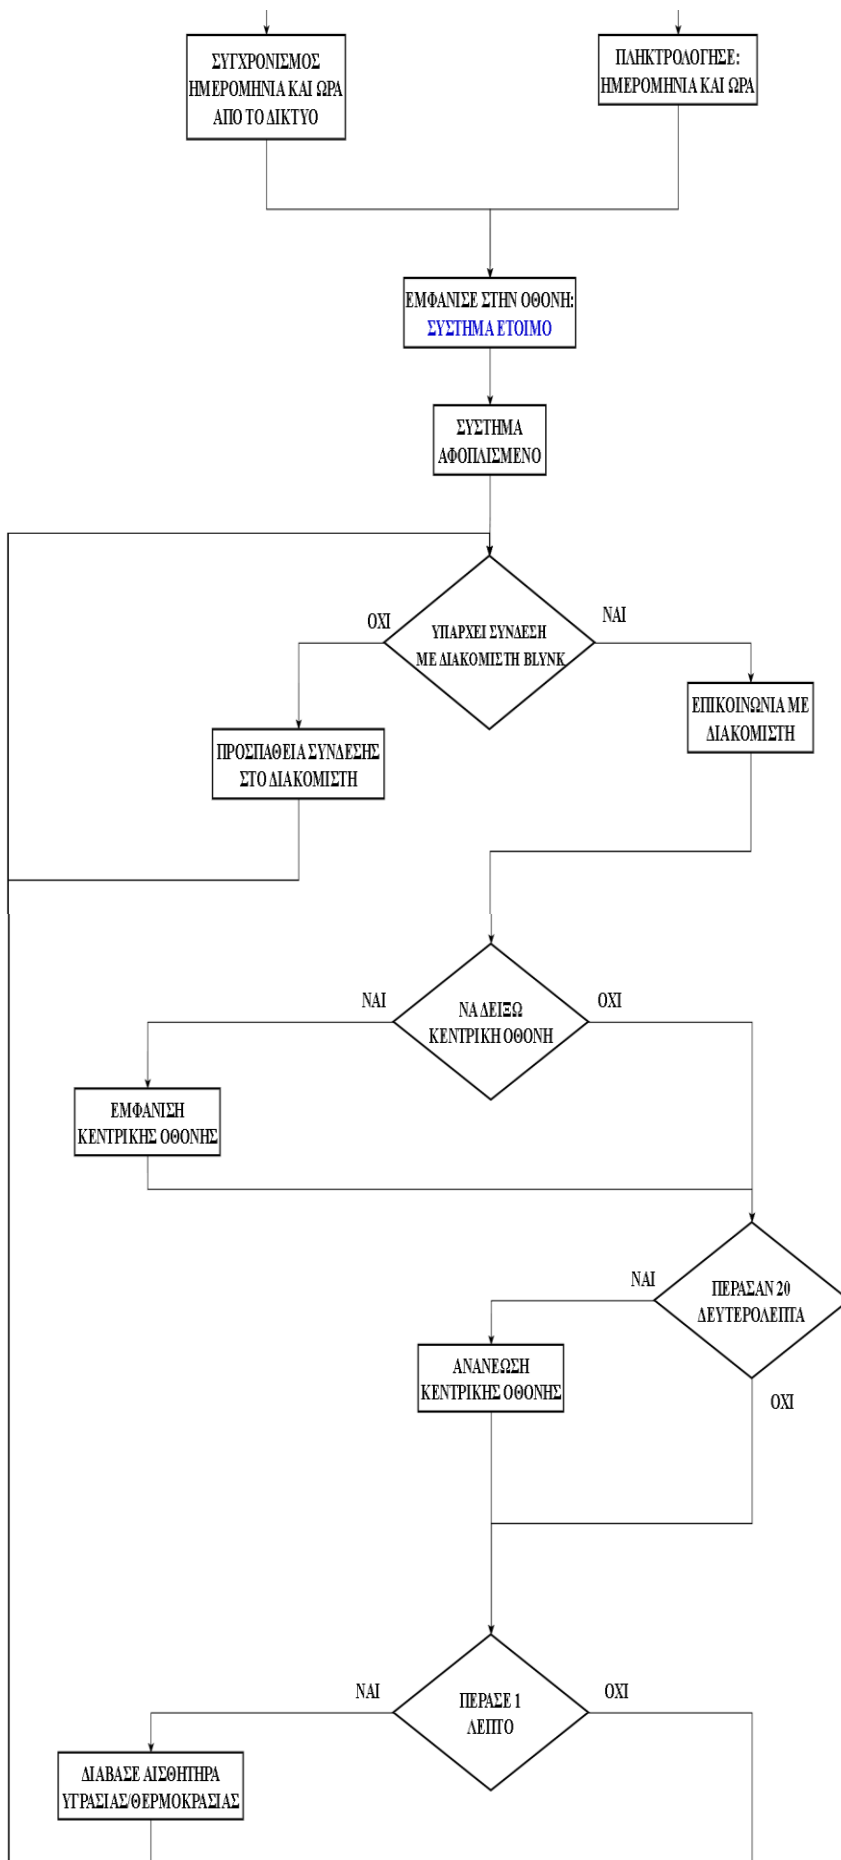 ΣΥΓΧΡΟΝΙΣΜΟΣ
ΗΜΕΡΟΜΗΝΙΑ ΚΑΙ ΩΡΑ
ΑΠΟ ΤΟ ΔΙΚΤΥΟ
ΠΛΗΚΤΡΟΛΟΓΗΣΕ:
ΗΜΕΡΟΜΗΝΙΑ ΚΑΙ ΩΡΑ
ΕΜΦΑΝΙΣΕ ΣΤΗΝ ΟΘΟΝΗ:
ΣΥΣΤΗΜΑ ΕΤΟΙΜΟ
ΣΥΣΤΗΜΑ
ΑΦΟΠΛΙΣΜΕΝΟ
ΟΧΙ
ΝΑΙ
ΥΠΑΡΧΕΙ ΣΥΝΔΕΣΗ
ΜΕ ΔΙΑΚΟΜΙΣΤΗ BLYNK
ΕΠΙΚΟΙΝΩΝΙΑ ΜΕ
ΔΙΑΚΟΜΙΣΤΗ
ΠΡΟΣΠΑΘΕΙΑ ΣΥΝΔΕΣΗΣ
ΣΤΟ ΔΙΑΚΟΜΙΣΤΗ
ΝΑΙ
ΟΧΙ
ΝΑ ΔΕΙΞΩ
ΚΕΝΤΡΙΚΗ ΟΘΟΝΗ
ΕΜΦΑΝΙΣΗ
ΚΕΝΤΡΙΚΗΣ ΟΘΟΝΗΣ
ΝΑΙ
ΠΕΡΑΣΑΝ 20
ΔΕΥΤΕΡΟΛΕΠΤΑ
ΑΝΑΝΕΩΣΗ
ΚΕΝΤΡΙΚΗΣ ΟΘΟΝΗΣ
ΟΧΙ
ΝΑΙ
ΟΧΙ
ΠΕΡΑΣΕ 1
ΛΕΠΤΟ
ΔΙΑΒΑΣΕ ΑΙΣΘΗΤΗΡΑ
ΥΓΡΑΣΙΑΣ/ΘΕΡΜΟΚΡΑΣΙΑΣ